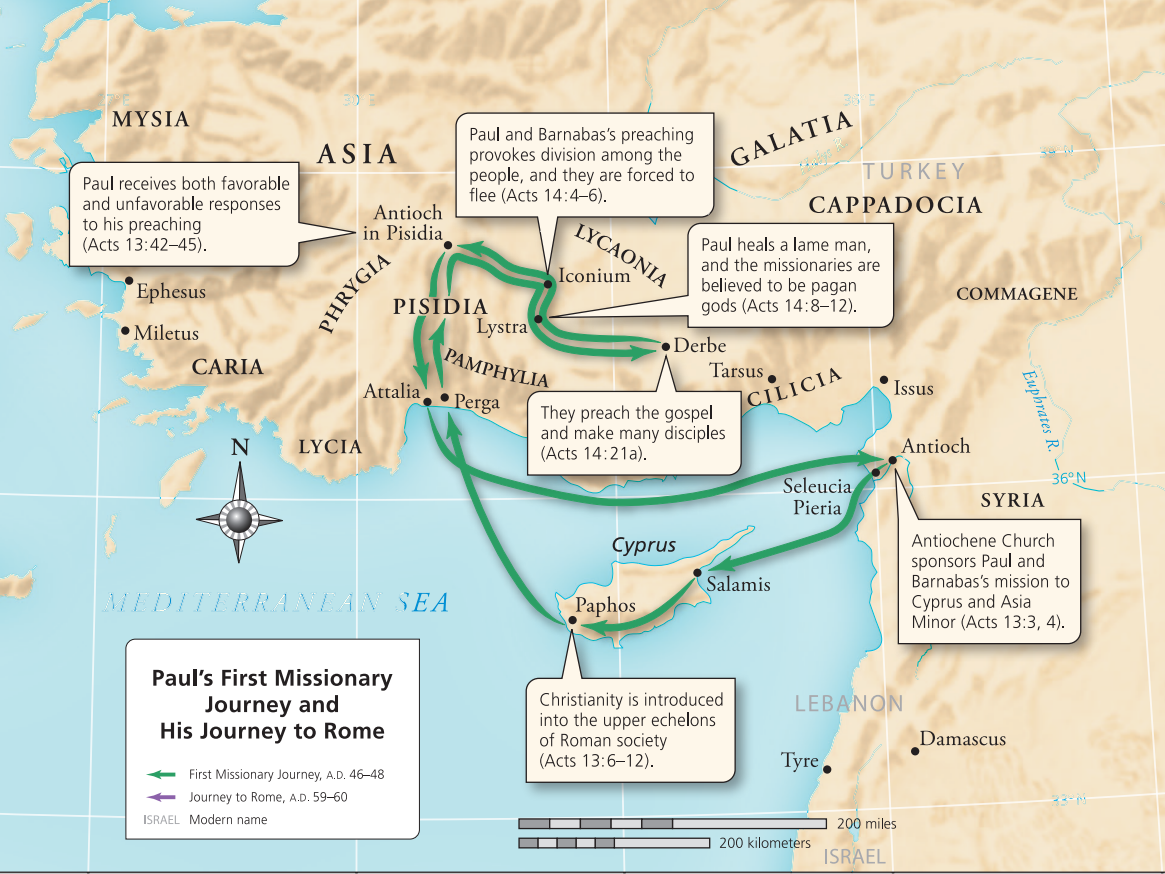 MYSIA
ASIA
GALATIA
TURKEY
CAPPADOCIA
Paul and Barnabas's preaching
provokes division among the
people, and they are forced to
flee (Acts 14:4–6).
Paul receives both favorable
and unfavorable responses
to his preaching
(Acts 13:42–45).
Antioch
in Pisidia
LYCAONIA
Paul heals a lame man,
and the missionaries are
believed to be pagan
gods (Acts 14:8–12).
Iconium
PHRYGIA
Ephesus
PISIDIA
COMMAGENE
Lystra
Miletus
Derbe
CARIA
PAMPHYLIA
Tarsus
CILICIA
Issus
Attalia
Perga
Euphrates R.
They preach the gospel
and make many disciples
(Acts 14:21a).
N
LYCIA
Antioch
36° N
Seleucia
Pieria
SYRIA
Cyprus
Antiochene Church
sponsors Paul and
Barnabas's mission to
Cyprus and Asia
Minor (Acts 13:3, 4).
Salamis
MEDITERRANEAN SEA
Paphos
Paul's First Missionary
Journey and
His Journey to Rome
First Missionary Journey, A.D. 46–48
Journey to Rome, A.D. 59–60
ISRAEL Modern name
Christianity is introduced
into the upper echelons
of Roman society
(Acts 13:6–12).
LEBANON
Damascus
Tyre
33° N
200 miles
200 kilometers
ISRAEL